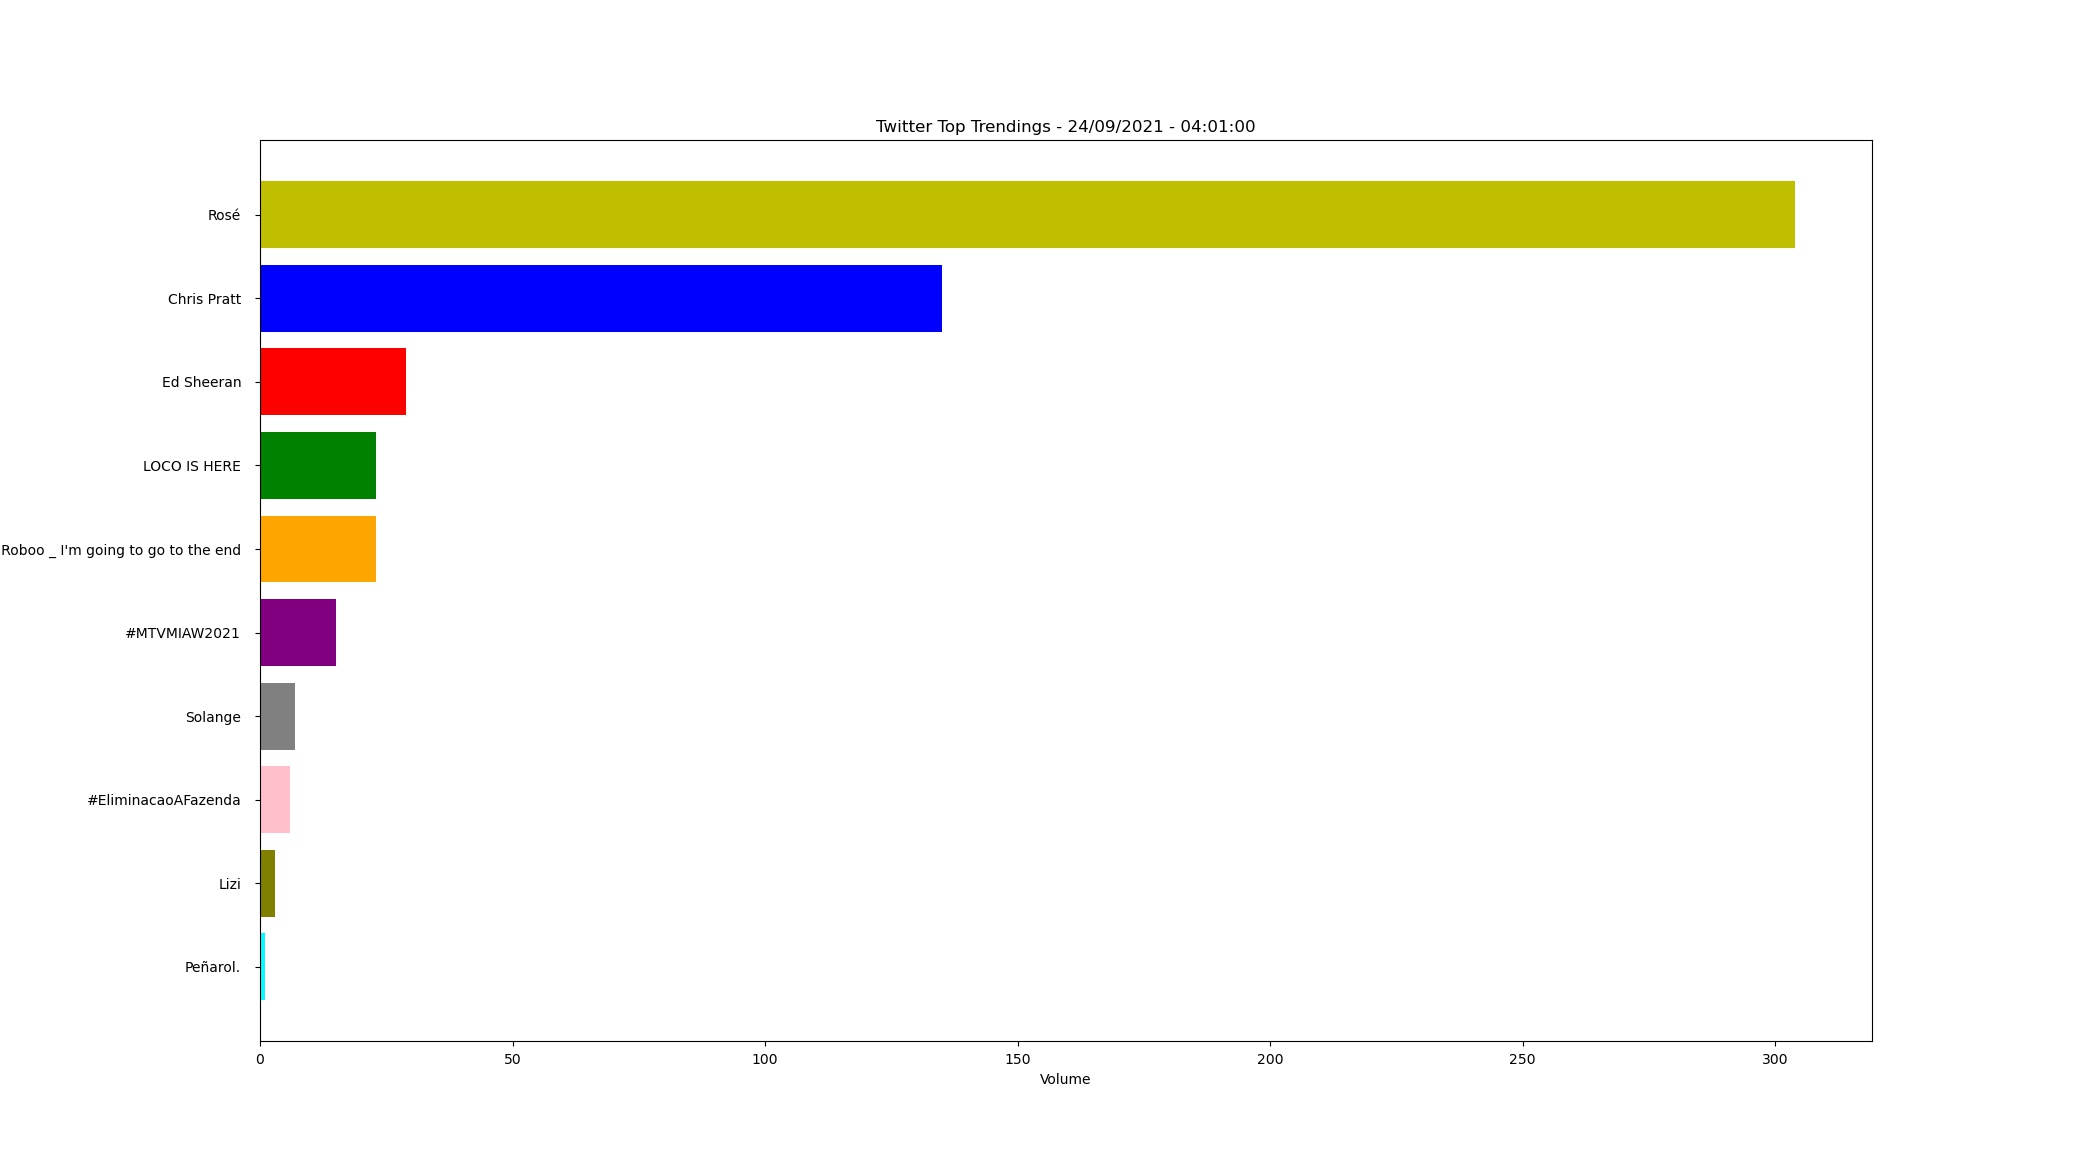 Twitter Top Trendings - 24/09/2021 - 04:01:00
Rosé
Chris Pratt
Ed Sheeran
LOCO IS HERE
Roboo _ I'm going to go to the end
#MTVMIAW2021
Solange
#EliminacaoAFazenda
Lizi
Peñarol.
0 50 100 150 200 250 300
Volume